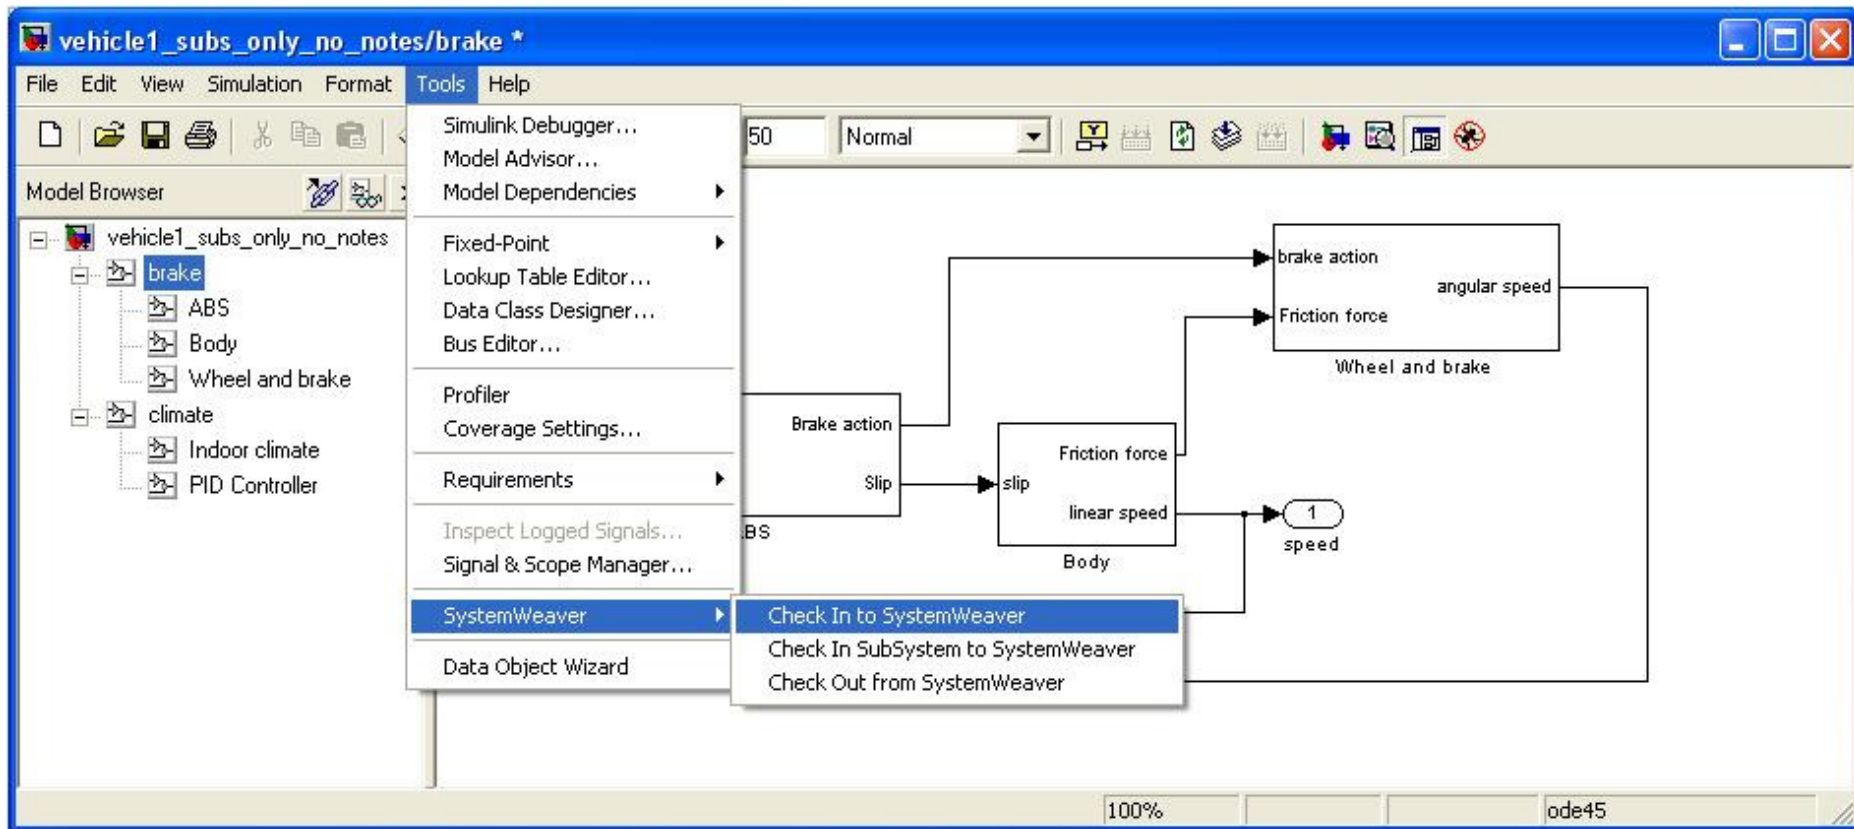 vehicle1_subs_only_no_notes/brake *
File Edit View Simulation Format Tools Help
50 Normal
Model Browser
vehicle1_subs_only_no_notes
brake
ABS
Body
Wheel and brake
climate
Indoor climate
PID Controller
Simulink Debugger...
Model Advisor...
Model Dependencies
Fixed-Point
Lookup Table Editor...
Data Class Designer...
Bus Editor...
Profiler
Coverage Settings...
Requirements
Inspect Logged Signals...
Signal & Scope Manager...
SystemWeaver
Data Object Wizard
Check In to SystemWeaver
Check In SubSystem to SystemWeaver
Check Out from SystemWeaver
brake action
angular speed
Friction force
Wheel and brake
Brake action
Slip
BS
Friction force
slip
linear speed
Body
1
speed
100% ode45